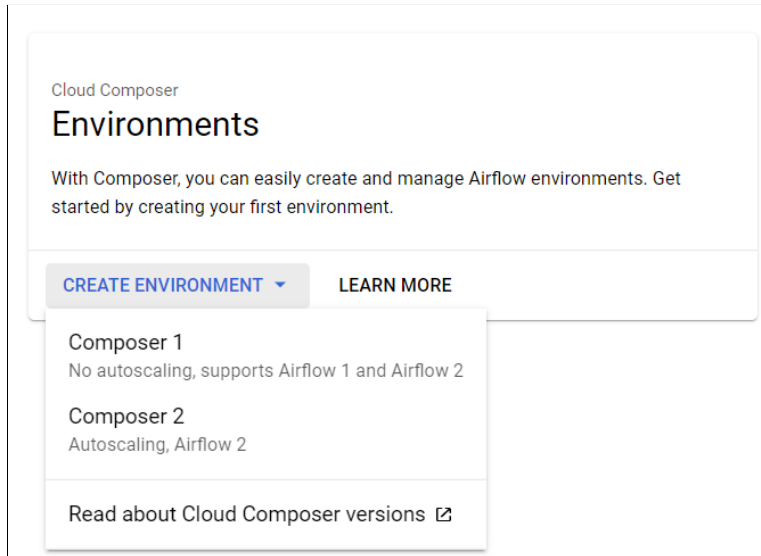 Cloud Composer
Environments
With Composer, you can easily create and manage Airflow environments. Get
started by creating your first environment.
CREATE ENVIRONMENT
LEARN MORE
Composer 1
No autoscaling, supports Airflow 1 and Airflow 2
Composer 2
Autoscaling, Airflow 2
Read about Cloud Composer versions